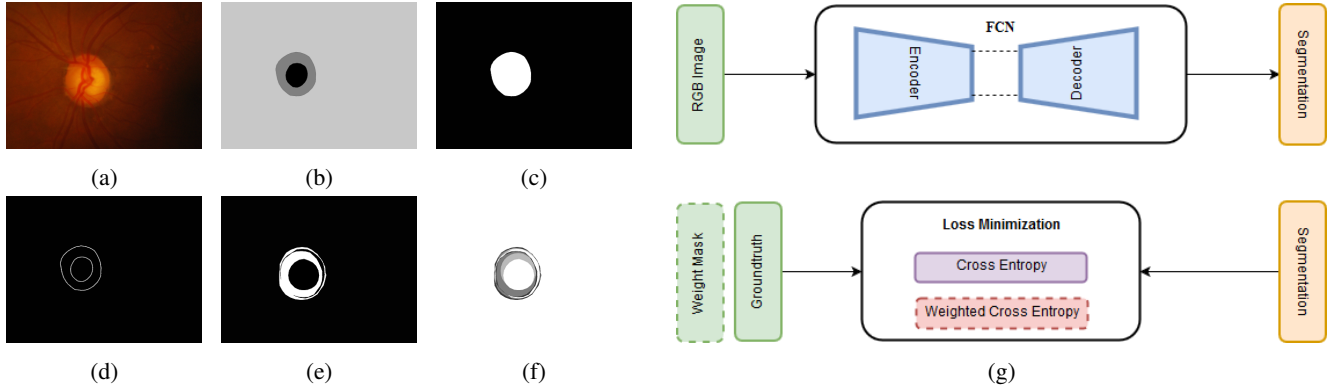 (a)
(b)
(c)
(d)
(e)
(f)
RGB Image
FCN
Encoder
Decoder
Segmentation
Weight Mask
Groundtruth
Loss Minimization
Cross Entropy
Weighted Cross Entropy
Segmentation
(g)